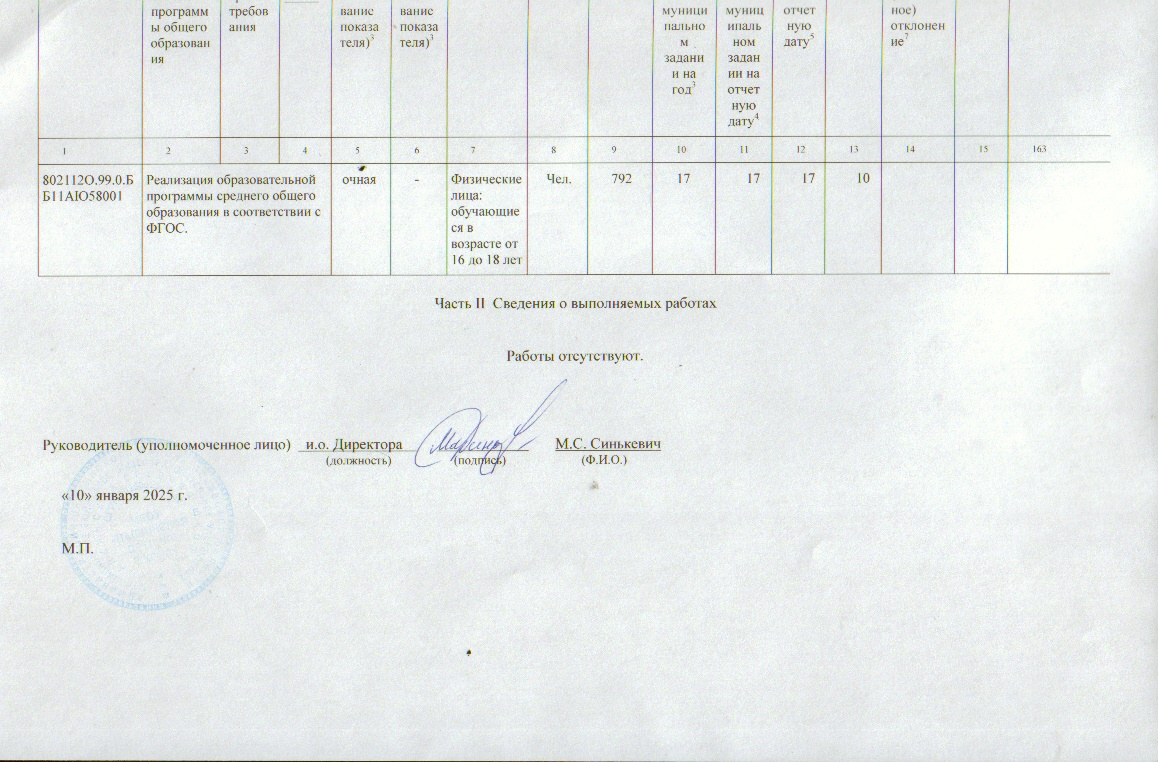 программ
ы общего
образован
ия
требов
ания
вание
показа
теля)³
вание
показа
теля)³
муници
пально
м
задани
и на
год³
муниц
ипаль
ном
задан
ии на
отчет
ную
дату⁴
отчет
ную
дату⁵
ное)
отклонен
ие⁷
1 2 3 4 5 6 7 8 9 10 11 12 13 14 15 163
802112О.99.0.Б
Б11АЮ58001
Реализация образовательной
программы среднего общего
образования в соответствии с
ФГОС.
очная
-
Физические
лица:
обучающие
ся в
возрасте от
16 до 18 лет
Чел.
792
17
17
17
10
Часть II Сведения о выполняемых работах
Работы отсутствуют.
Руководитель (уполномоченное лицо) и.о. Директора М.С. Синькевич
(должность) (подпись) (Ф.И.О.)
«10» января 2025 г.
М.П.